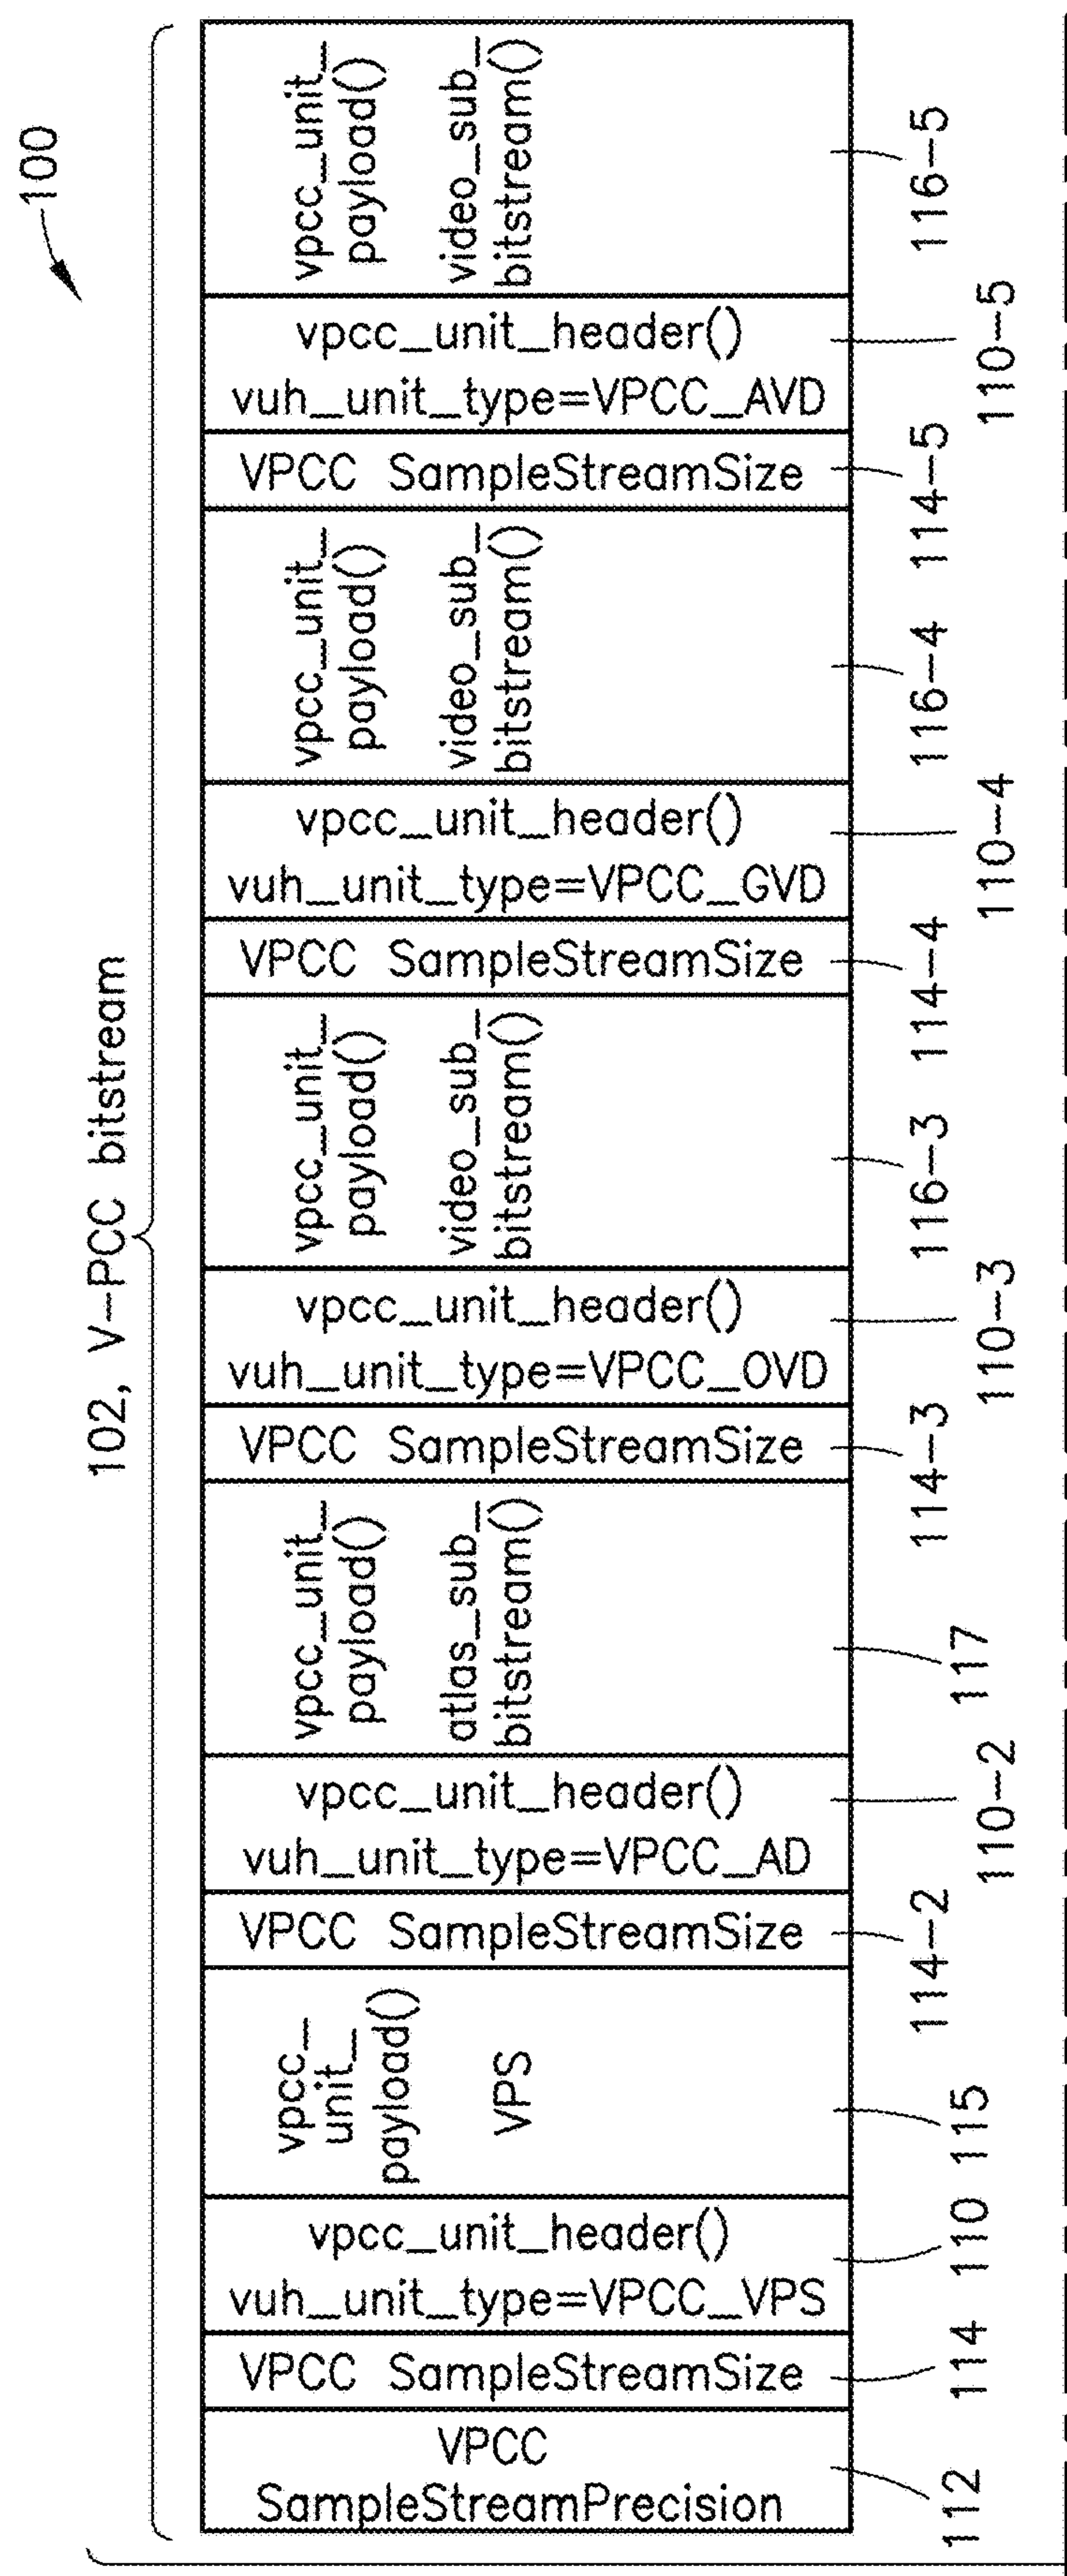 100
102, V-PCC bitstream
VPCC
SampleStreamPrecision
112
VPCC SampleStreamSize
114
vpcc_unit_header()
vuh_unit_type=VPCC_VPS
110
vpcc_
unit_
payload()
VPS
115
VPCC SampleStreamSize
114-2
vpcc_unit_header()
vuh_unit_type=VPCC_AD
110-2
vpcc_unit_
payload()
atlas_sub_
bitstream()
117
VPCC SampleStreamSize
114-3
vpcc_unit_header()
vuh_unit_type=VPCC_OVD
110-3
vpcc_unit_
payload()
video_sub_
bitstream()
116-3
VPCC SampleStreamSize
114-4
vpcc_unit_header()
vuh_unit_type=VPCC_GVD
110-4
vpcc_unit_
payload()
video_sub_
bitstream()
116-4
VPCC SampleStreamSize
114-5
vpcc_unit_header()
vuh_unit_type=VPCC_AVD
110-5
vpcc_unit_
payload()
video_sub_
bitstream()
116-5